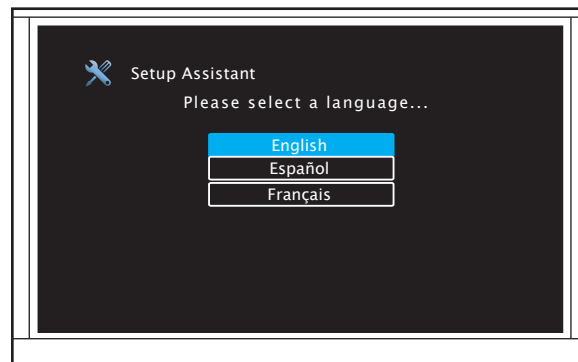 Setup Assistant
Please select a language...
English
Español
Français